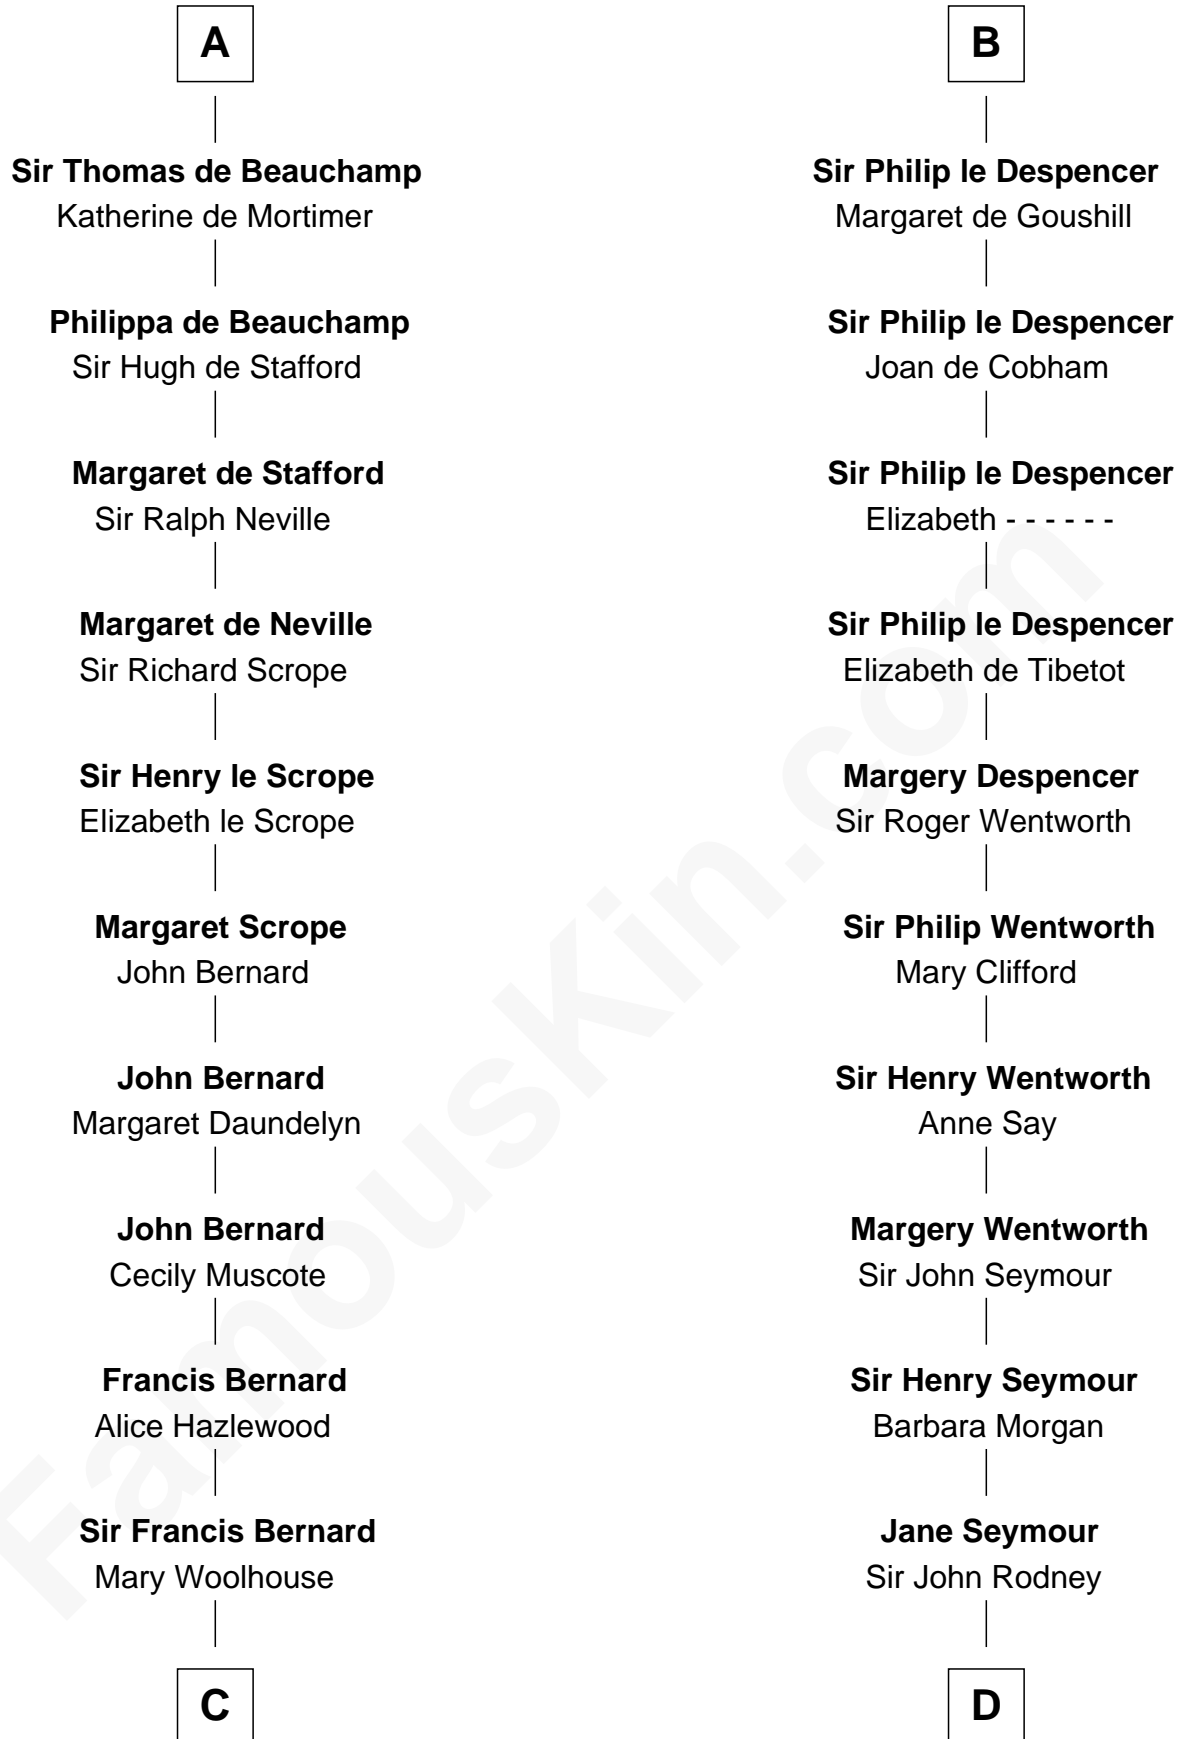 A
Sir Thomas de Beauchamp
Katherine de Mortimer
Philippa de Beauchamp
Sir Hugh de Stafford
Margaret de Stafford
Sir Ralph Neville
Margaret de Neville
Sir Richard Scrope
Sir Henry le Scrope
Elizabeth le Scrope
Margaret Scrope
John Bernard
John Bernard
Margaret Daundelyn
John Bernard
Cecily Muscote
Francis Bernard
Alice Hazlewood
Sir Francis Bernard
Mary Woolhouse
C
B
Sir Philip le Despencer
Margaret de Goushill
Sir Philip le Despencer
Joan de Cobham
Sir Philip le Despencer
Elizabeth - - - - - -
Sir Philip le Despencer
Elizabeth de Tibetot
Margery Despencer
Sir Roger Wentworth
Sir Philip Wentworth
Mary Clifford
Sir Henry Wentworth
Anne Say
Margery Wentworth
Sir John Seymour
Sir Henry Seymour
Barbara Morgan
Jane Seymour
Sir John Rodney
D
FamousKin.com